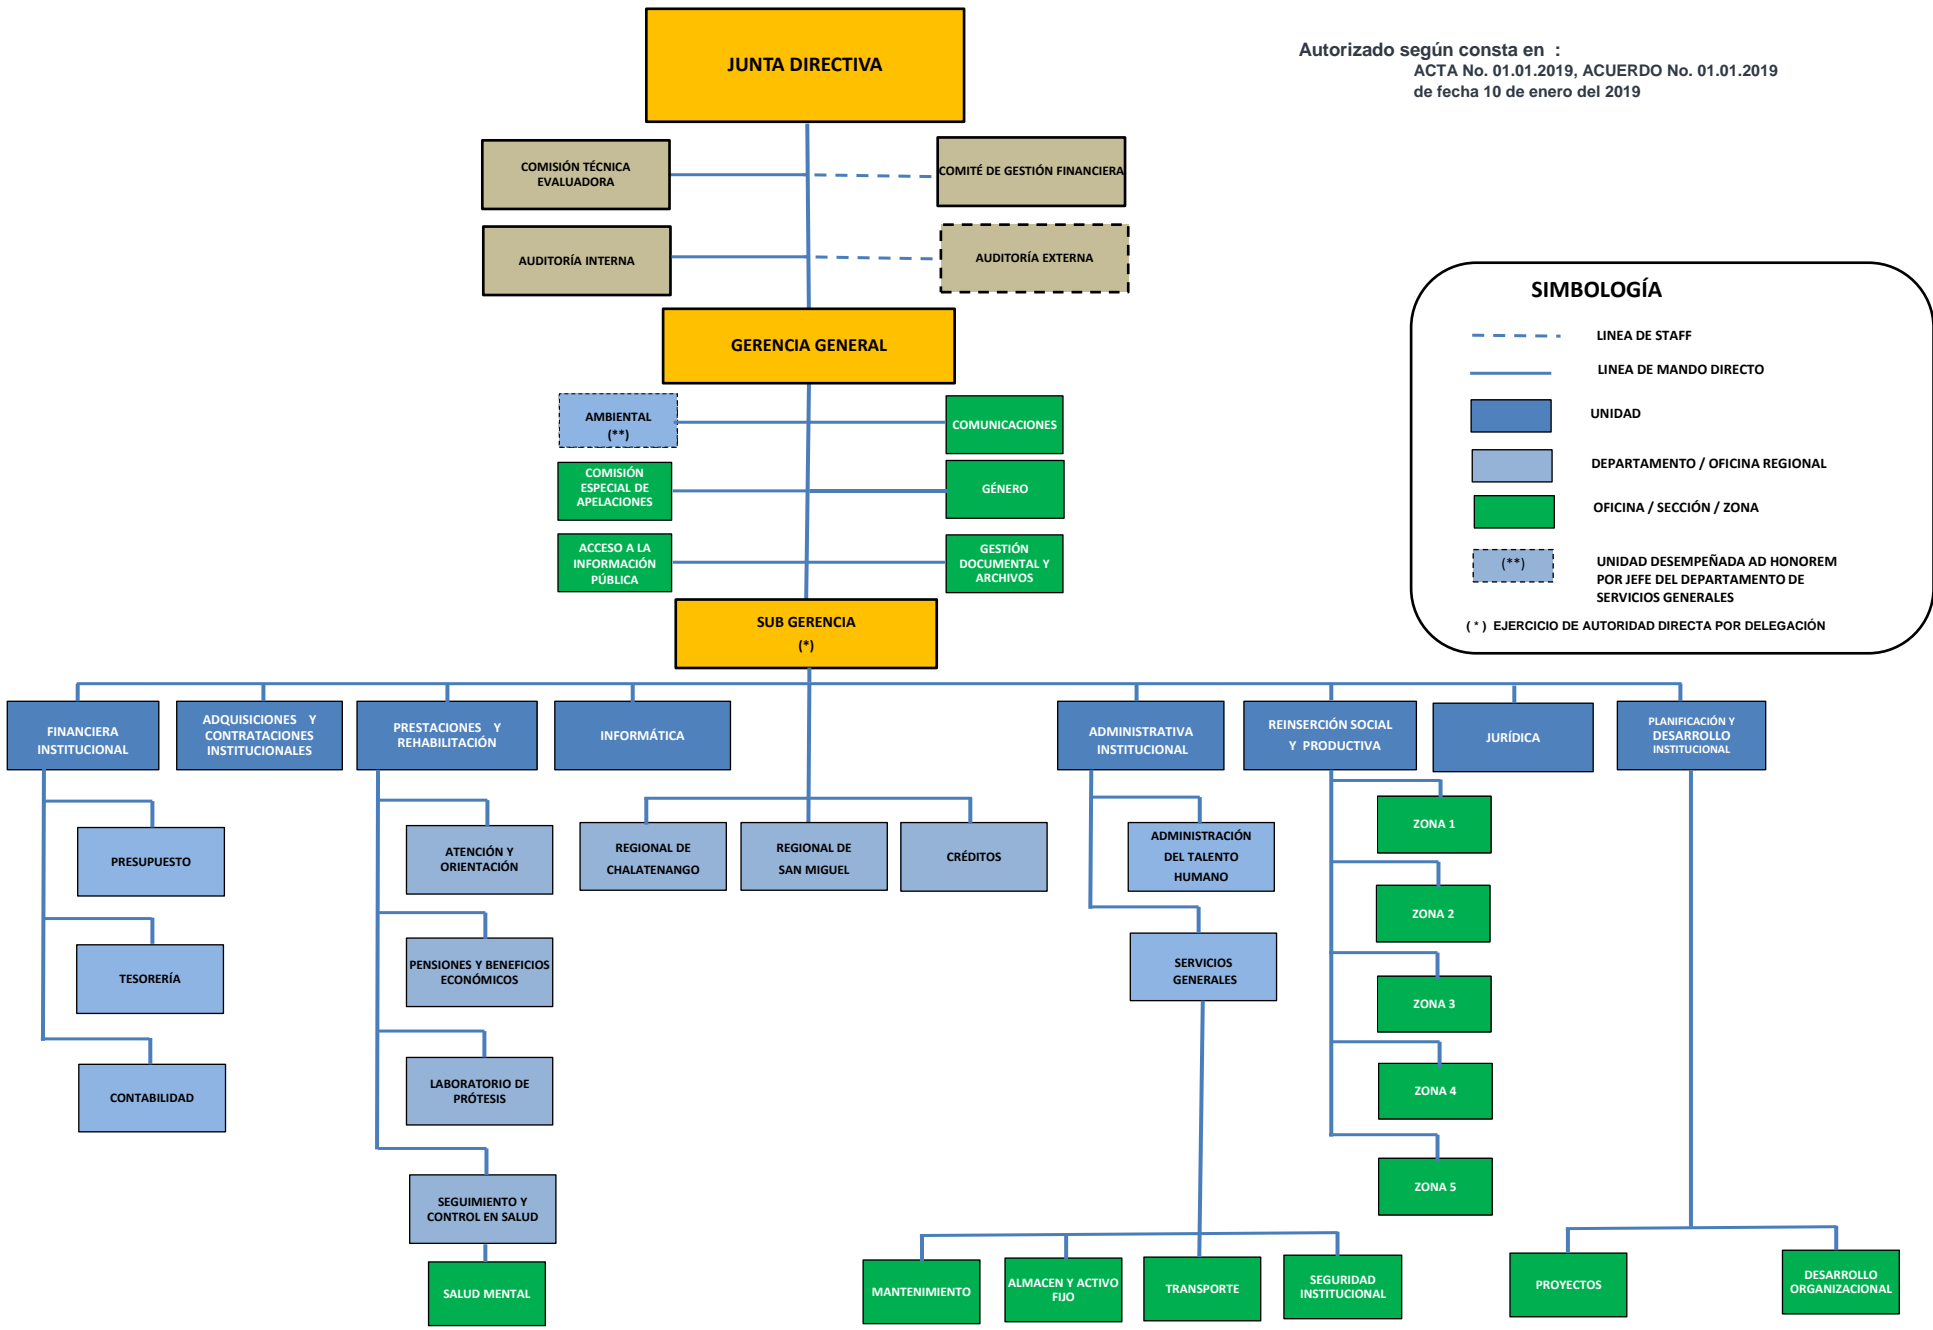 JUNTA DIRECTIVA
Autorizado según consta en :
ACTA No. 01.01.2019, ACUERDO No. 01.01.2019
de fecha 10 de enero del 2019
COMISIÓN TÉCNICA
EVALUADORA
COMITÉ DE GESTIÓN FINANCIERA
AUDITORÍA INTERNA
AUDITORÍA EXTERNA
GERENCIA GENERAL
AMBIENTAL
(**)
COMUNICACIONES
COMISIÓN
ESPECIAL DE
APELACIONES
GÉNERO
ACCESO A LA
INFORMACIÓN
PÚBLICA
GESTIÓN
DOCUMENTAL Y
ARCHIVOS
SUB GERENCIA
(*)
SIMBOLOGÍA
LINEA DE STAFF
LINEA DE MANDO DIRECTO
UNIDAD
DEPARTAMENTO / OFICINA REGIONAL
OFICINA / SECCIÓN / ZONA
(**)
UNIDAD DESEMPEÑADA AD HONOREM
POR JEFE DEL DEPARTAMENTO DE
SERVICIOS GENERALES
( * ) EJERCICIO DE AUTORIDAD DIRECTA POR DELEGACIÓN
FINANCIERA
INSTITUCIONAL
ADQUISICIONES Y
CONTRATACIONES
INSTITUCIONALES
PRESTACIONES Y
REHABILITACIÓN
INFORMÁTICA
ADMINISTRATIVA
INSTITUCIONAL
REINSERCIÓN SOCIAL
Y PRODUCTIVA
JURÍDICA
PLANIFICACIÓN Y
DESARROLLO
INSTITUCIONAL
PRESUPUESTO
TESORERÍA
CONTABILIDAD
ATENCIÓN Y
ORIENTACIÓN
PENSIONES Y BENEFICIOS
ECONÓMICOS
LABORATORIO DE
PRÓTESIS
SEGUIMIENTO Y
CONTROL EN SALUD
SALUD MENTAL
REGIONAL DE
CHALATENANGO
REGIONAL DE
SAN MIGUEL
CRÉDITOS
ADMINISTRACIÓN
DEL TALENTO
HUMANO
SERVICIOS
GENERALES
MANTENIMIENTO
ALMACEN Y ACTIVO
FIJO
TRANSPORTE
SEGURIDAD
INSTITUCIONAL
ZONA 1
ZONA 2
ZONA 3
ZONA 4
ZONA 5
PROYECTOS
DESARROLLO
ORGANIZACIONAL